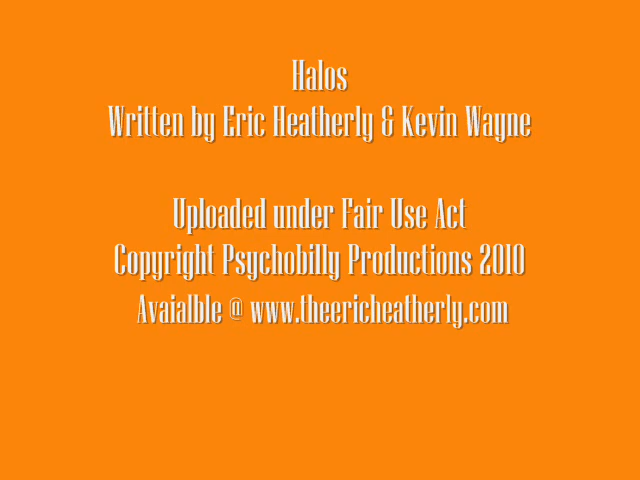 Halos
Written by Eric Heatherly & Kevin Wayne
Uploaded under Fair Use Act
Copyright Psychobilly Productions 2010
Avaialble @ www.theericheatherly.com